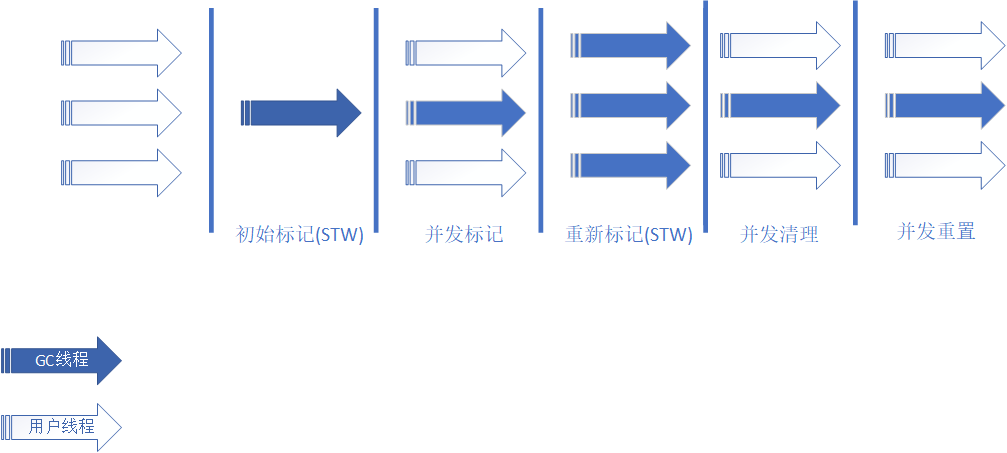 初始标记(STW)
并发标记
重新标记(STW)
并发清理
并发重置
GC线程
用户线程